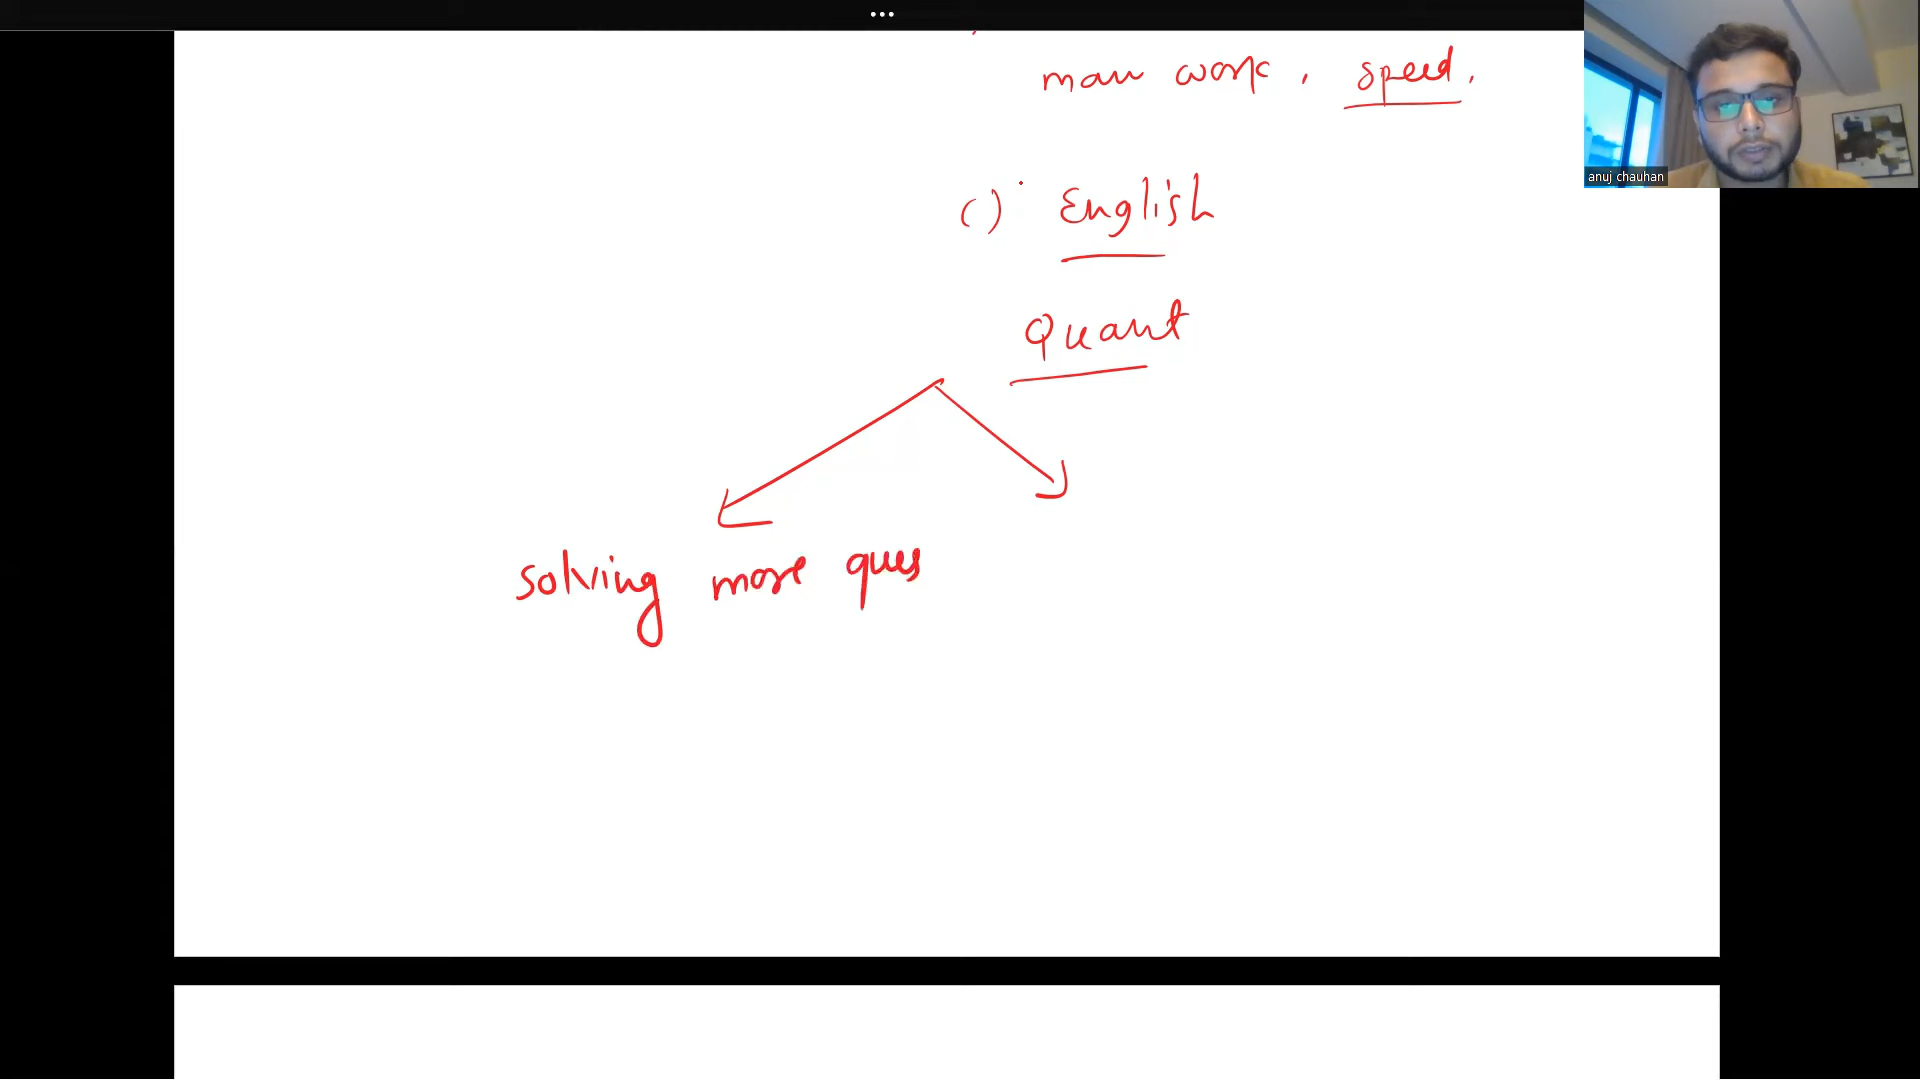 man work, speed.
anuj chauhan
c) English
Quant
solving more ques